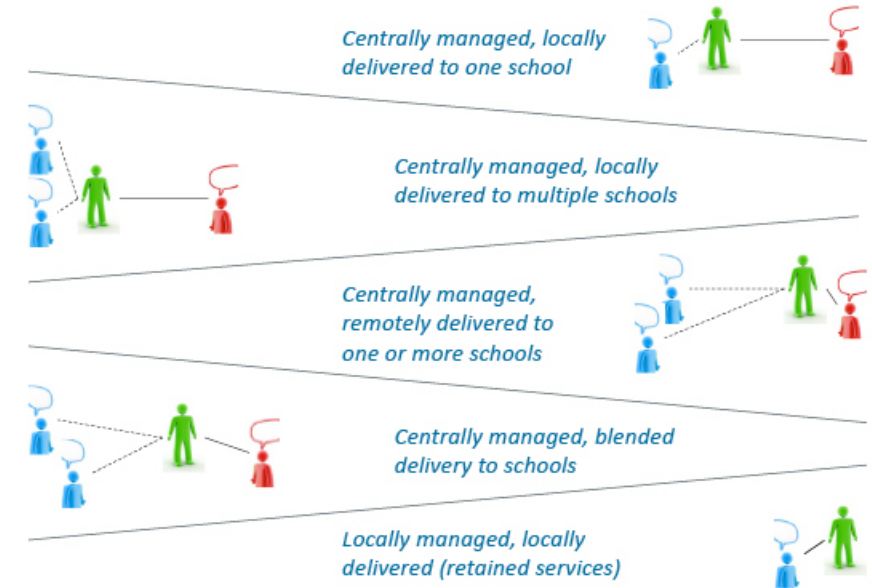 Centrally managed, locally
delivered to one school
Centrally managed, locally
delivered to multiple schools
Centrally managed,
remotely delivered to
one or more schools
Centrally managed, blended
delivery to schools
Locally managed, locally
delivered (retained services)